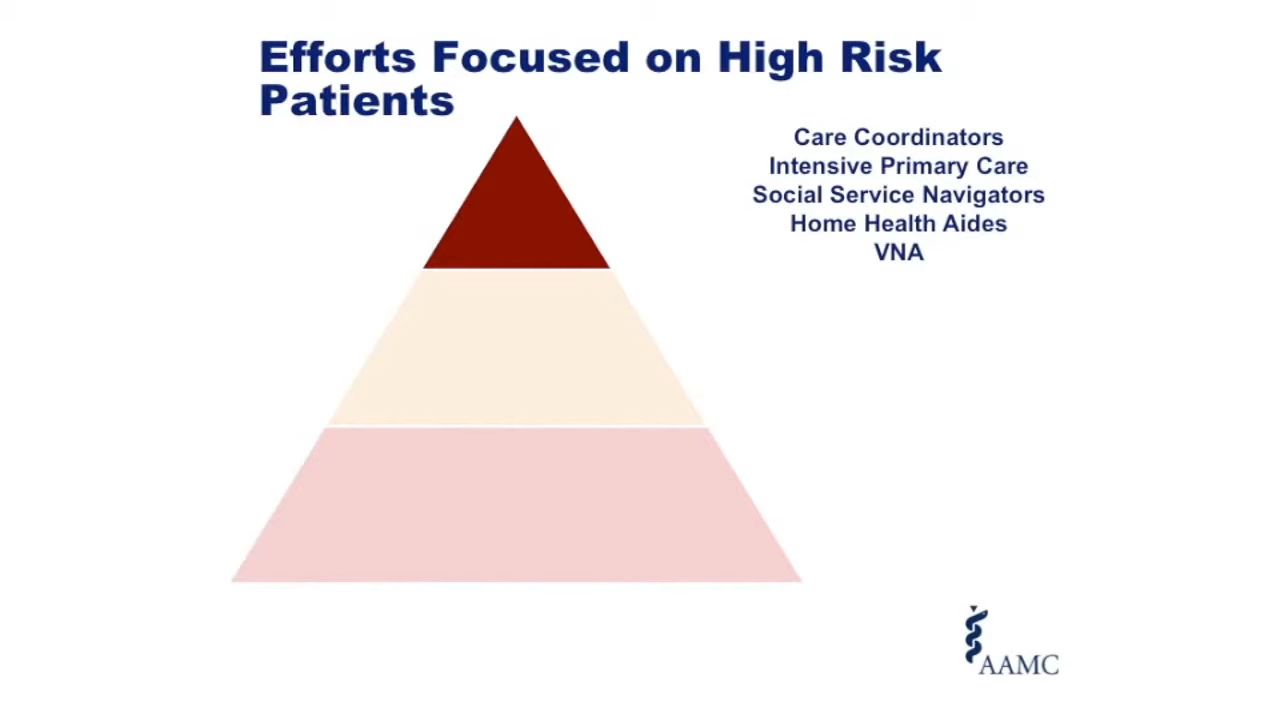 Efforts Focused on High Risk
Patients
Care Coordinators
Intensive Primary Care
Social Service Navigators
Home Health Aides
VNA
AAMC